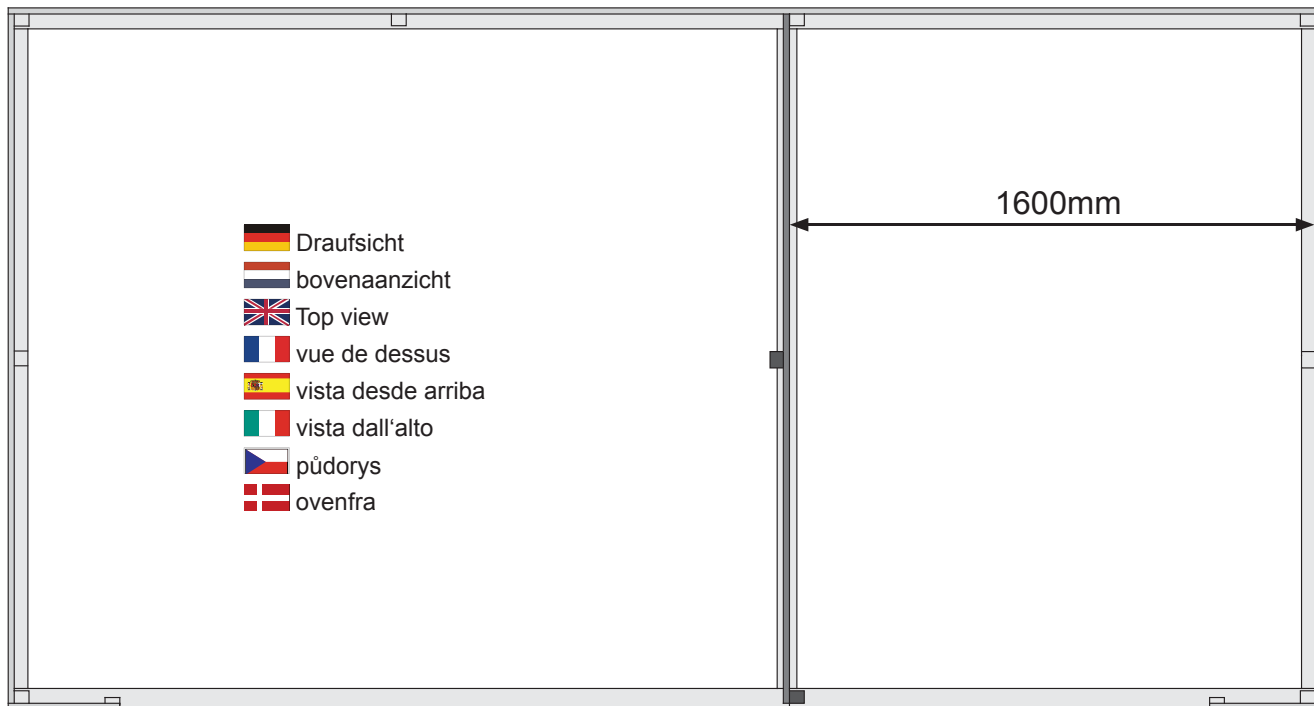 1600mm
Draufsicht
bovenaanzicht
Top view
vue de dessus
vista desde arriba
vista dall‘alto
půdorys
ovenfra